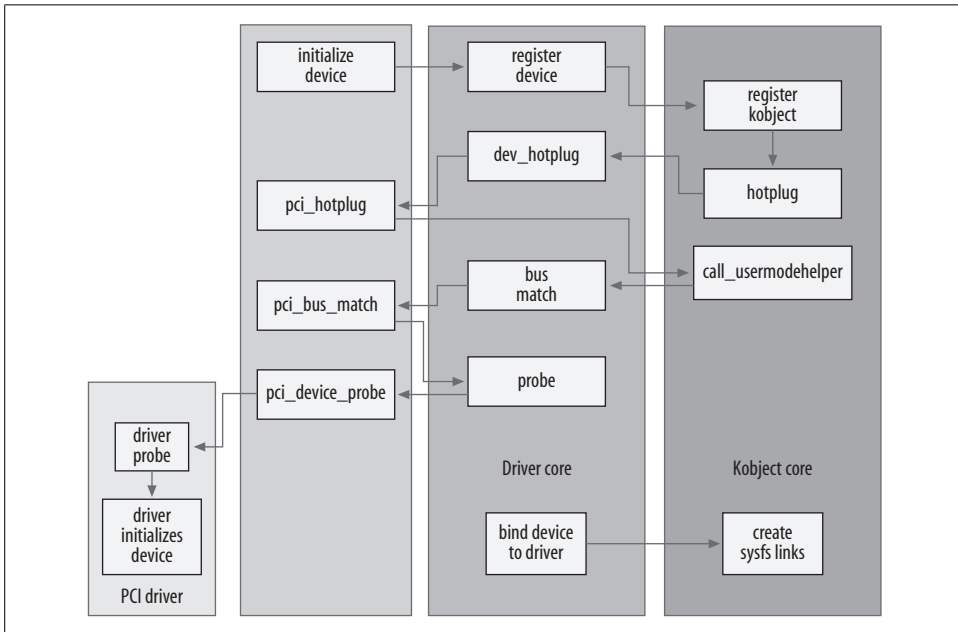 initialize
device
register
device
register
kobject
dev_hotplug
pci_hotplug
hotplug
bus
match
call_usermodehelper
pci_bus_match
probe
pci_device_probe
driver
probe
Driver core
Kobject core
driver
initializes
device
bind device
to driver
create
sysfs links
PCI driver